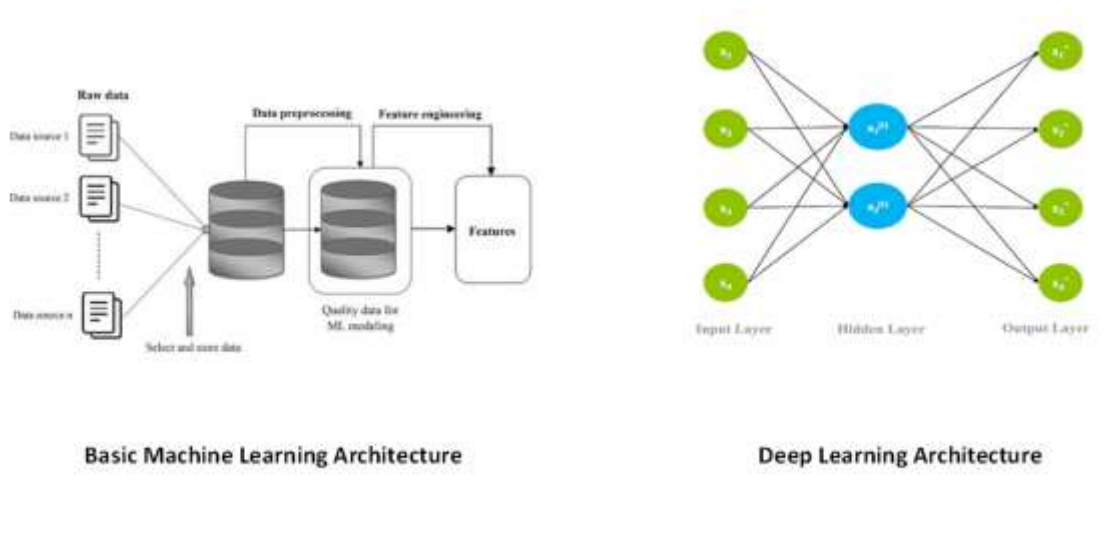 Raw data
Data source 1
Data source 2
Data source n
Select and store data
Data preprocessing
Feature engineering
Quality data for
ML modeling
Features
Basic Machine Learning Architecture
Input Layer
Hidden Layer
Output Layer
Deep Learning Architecture